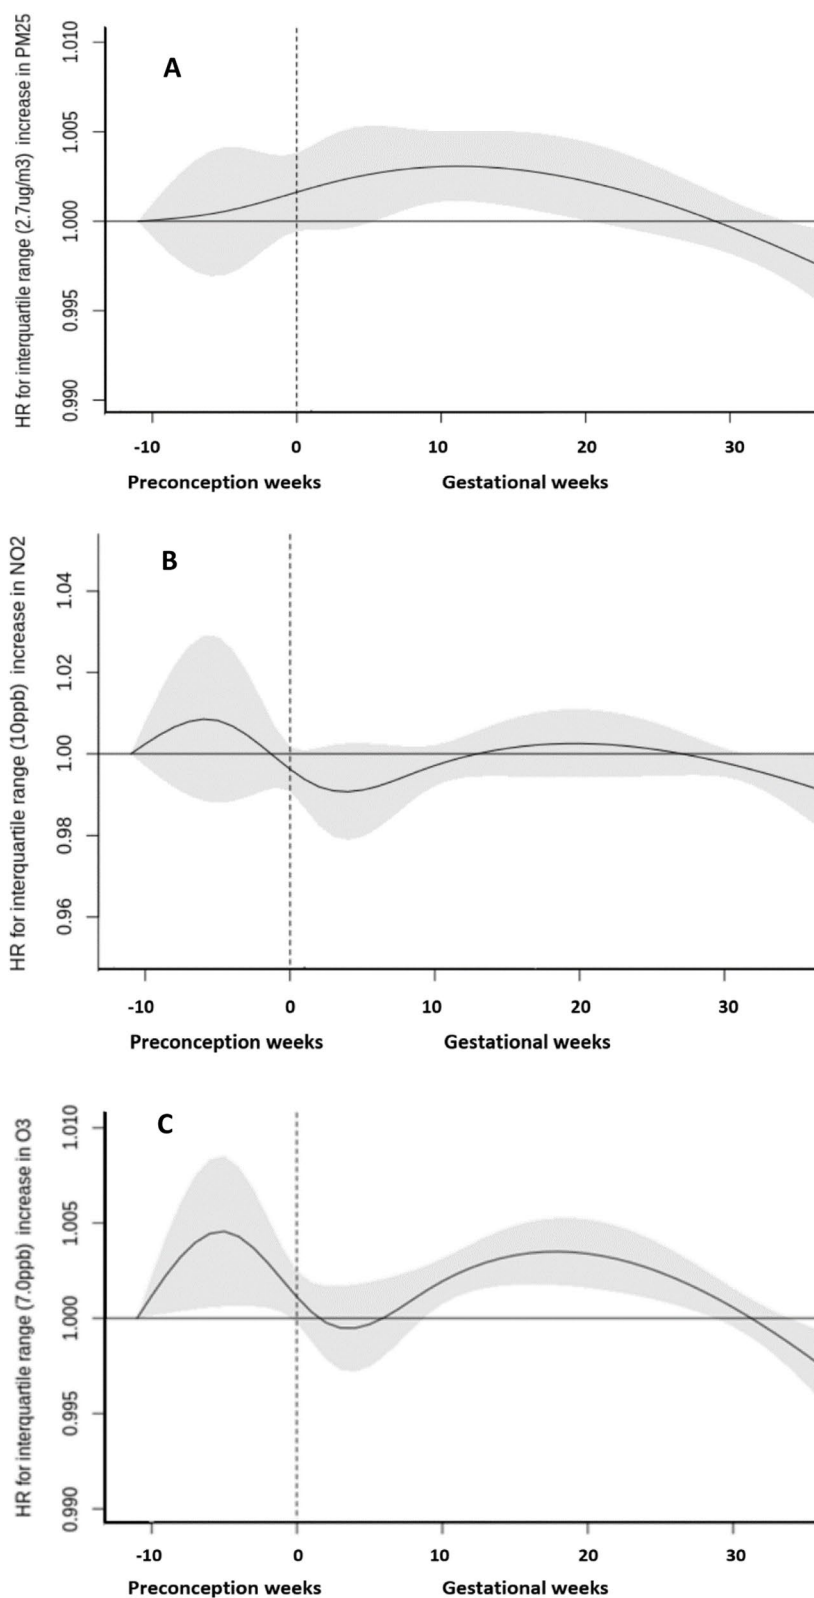 HR for interquartile range (2.7ug/m3) increase in PM25
1.010
1.005
1.000
0.995
0.990
A
-10 0 10 20 30
Preconception weeks Gestational weeks
HR for interquartile range (10ppb) increase in NO2
1.04
1.02
1.00
0.98
0.96
B
-10 0 10 20 30
Preconception weeks Gestational weeks
HR for interquartile range (7.0ppb) increase in O3
1.010
1.005
1.000
0.995
0.990
C
-10 0 10 20 30
Preconception weeks Gestational weeks